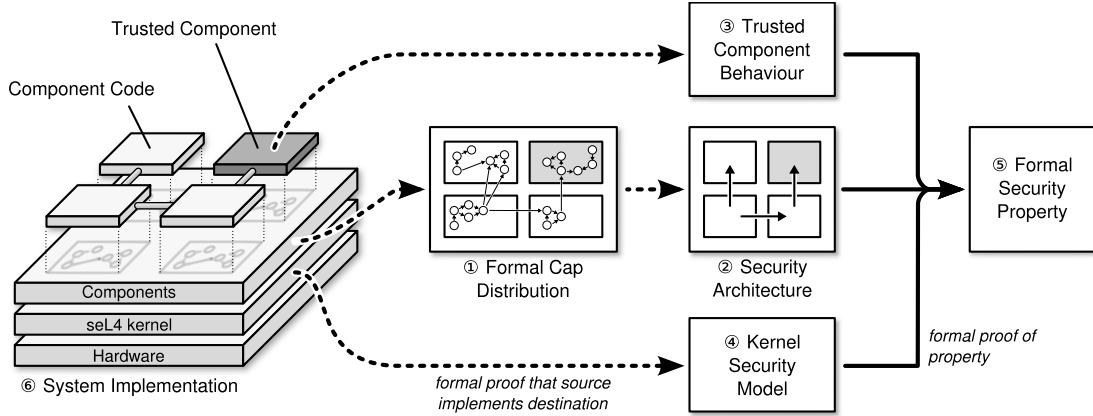 Trusted Component
Component Code
③ Trusted
Component
Behaviour
⑤ Formal
Security
Property
① Formal Cap
Distribution
② Security
Architecture
Components
seL4 kernel
Hardware
⑥ System Implementation
④ Kernel
Security
Model
formal proof that source
implements destination
formal proof of
property